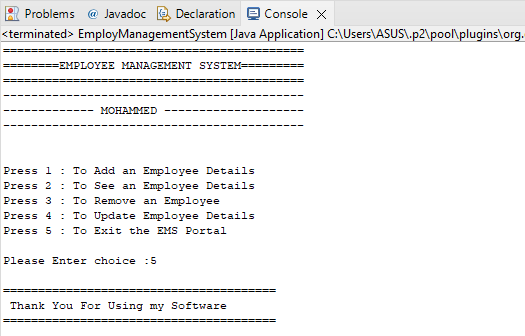 Problems @ Javadoc Declaration Console
<terminated> EmployManagementSystem [Java Application] C:\Users\ASUS\.p2\pool\plugins\org.
===========================================
========EMPLOYEE MANAGEMENT SYSTEM=========
===========================================
-------------------------------------------
------------- MOHAMMED --------------------
-------------------------------------------
Press 1 : To Add an Employee Details
Press 2 : To See an Employee Details
Press 3 : To Remove an Employee
Press 4 : To Update Employee Details
Press 5 : To Exit the EMS Portal
Please Enter choice :5
=======================================
Thank You For Using my Software
=======================================